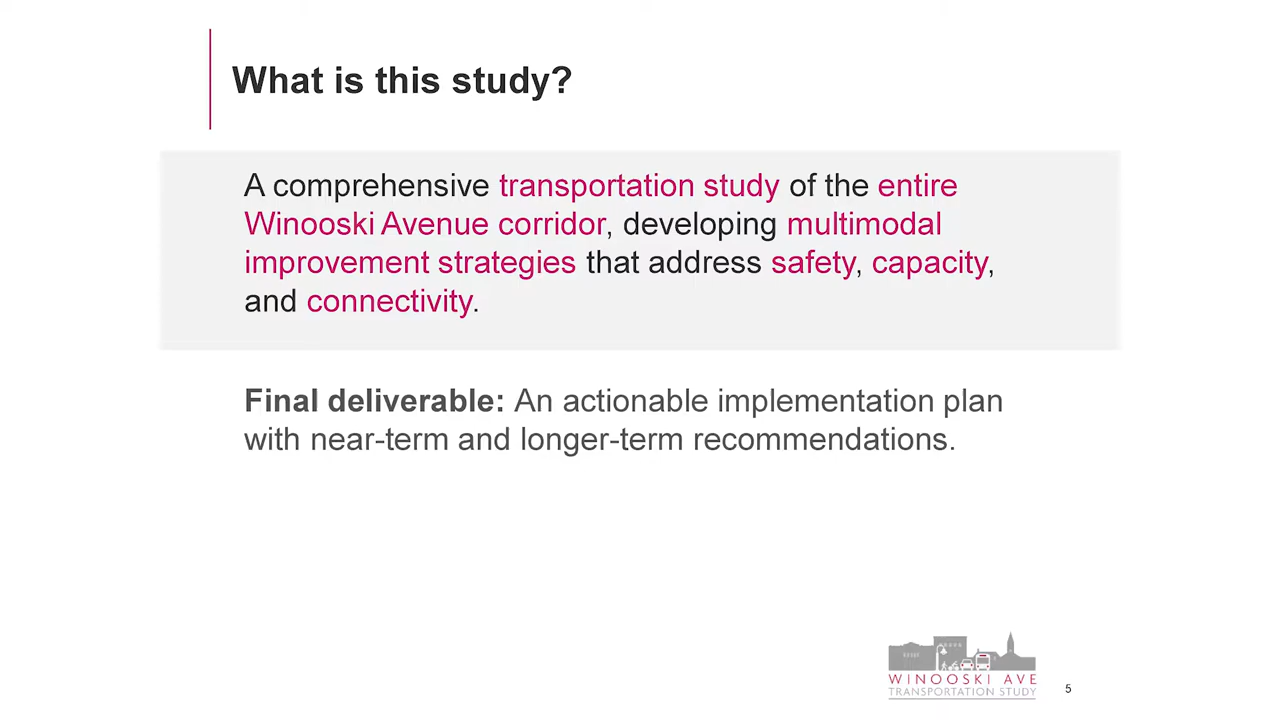 What is this study?
A comprehensive transportation study of the entire
Winooski Avenue corridor, developing multimodal
improvement strategies that address safety, capacity,
and connectivity.
Final deliverable: An actionable implementation plan
with near-term and longer-term recommendations.
WINOOSKI AVE
TRANSPORTATION STUDY
5